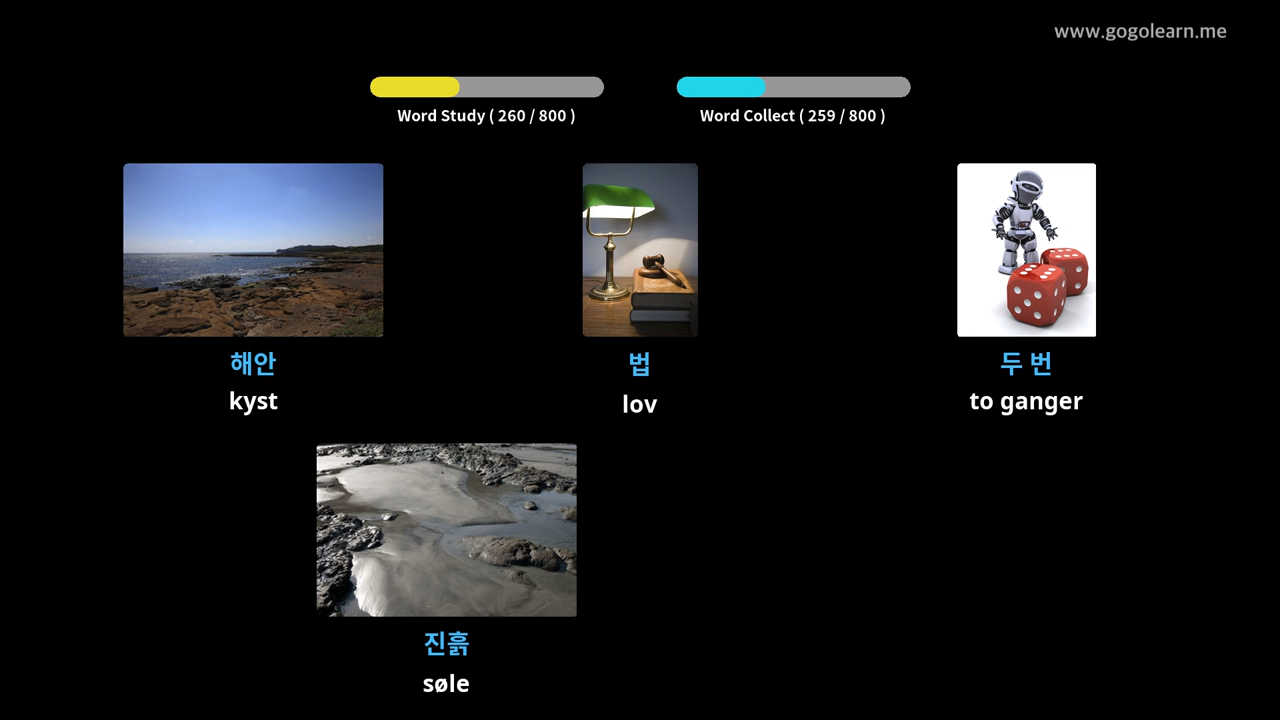 www.gogolearn.me
Word Study ( 260 / 800 )
Word Collect ( 259 / 800 )
해안
kyst
법
lov
두 번
to ganger
진흙
søle